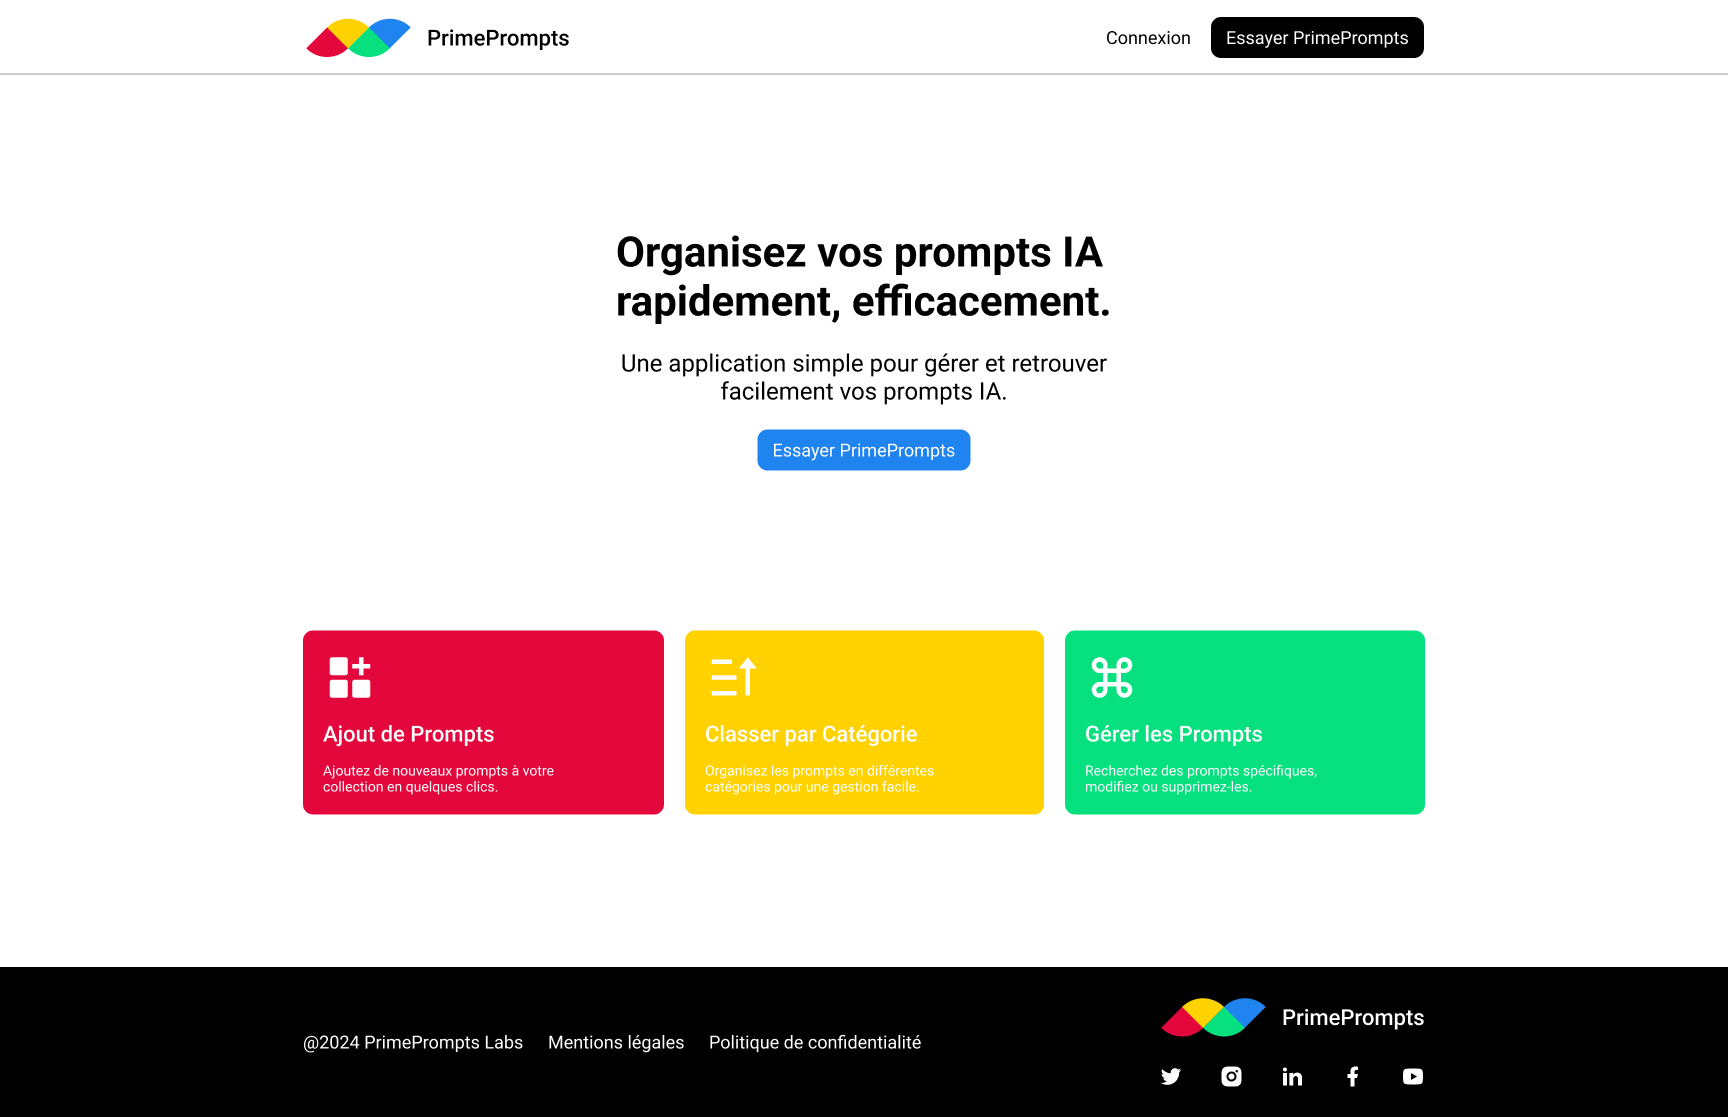 PrimePrompts
Connexion
Essayer PrimePrompts
Organisez vos prompts IA
rapidement, efficacement.
Une application simple pour gérer et retrouver
facilement vos prompts IA.
Essayer PrimePrompts
Ajout de Prompts
Ajoutez de nouveaux prompts à votre
collection en quelques clics.
Classer par Catégorie
Organisez les prompts en différentes
catégories pour une gestion facile.
Gérer les Prompts
Recherchez des prompts spécifiques,
modifiez ou supprimez-les.
@2024 PrimePrompts Labs
Mentions légales
Politique de confidentialité
PrimePrompts